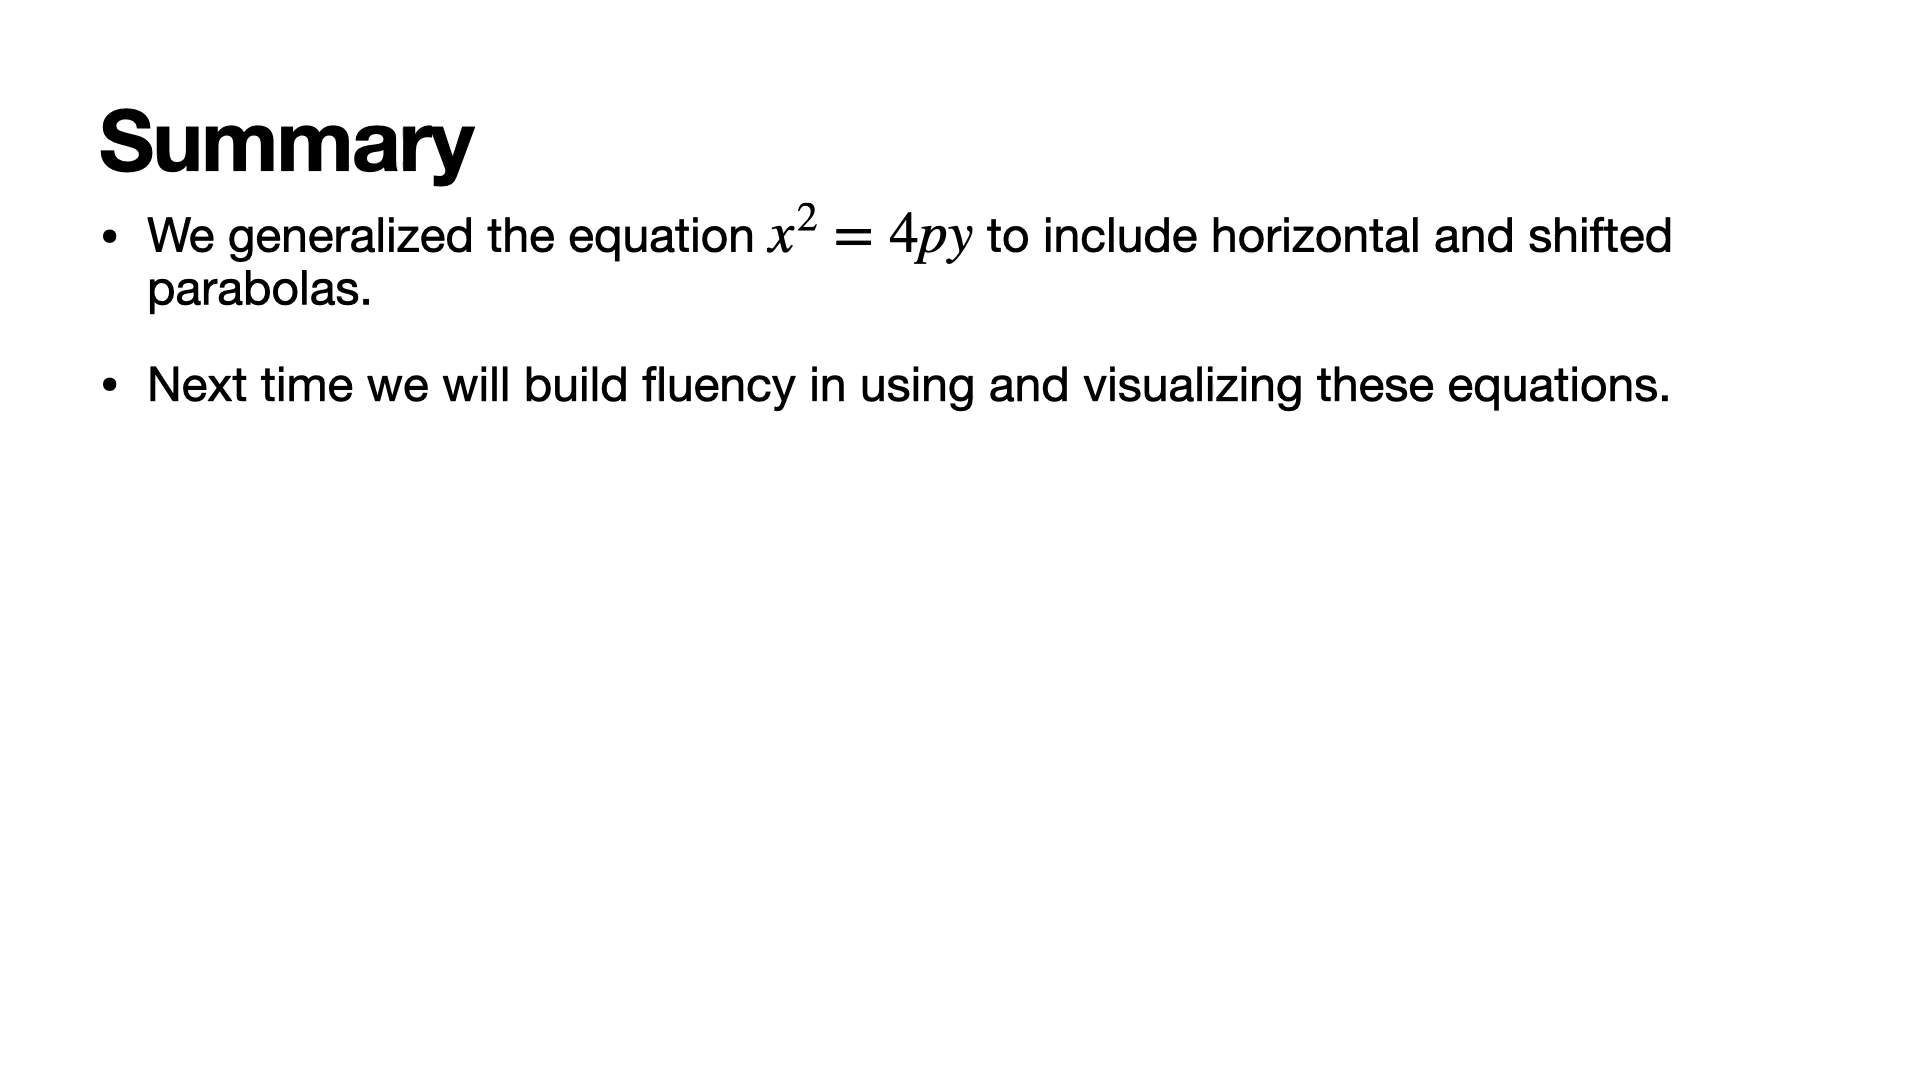 Summary
• We generalized the equation x² = 4py to include horizontal and shifted
parabolas.
• Next time we will build fluency in using and visualizing these equations.